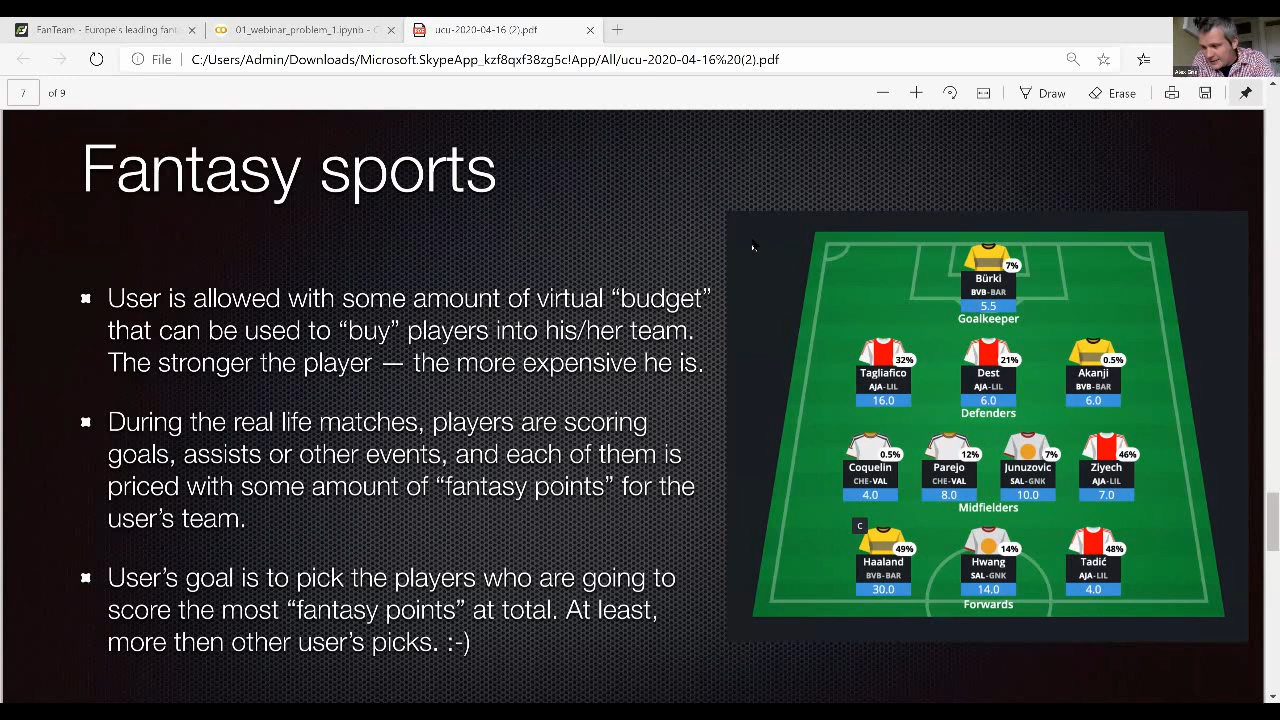 FanTeam - Europe's leading fant
01_webinar_problem_1.ipynb - C
ucu-2020-04-16 (2).pdf
File
C:/Users/Admin/Downloads/Microsoft.SkypeApp_kzf8qxf38zg5c!App/All/ucu-2020-04-16%20(2).pdf
7 of 9
Draw
Erase
Fantasy sports
User is allowed with some amount of virtual “budget”
that can be used to “buy” players into his/her team.
The stronger the player — the more expensive he is.
During the real life matches, players are scoring
goals, assists or other events, and each of them is
priced with some amount of “fantasy points” for the
user’s team.
User’s goal is to pick the players who are going to
score the most “fantasy points” at total. At least,
more then other user’s picks. :-)
7%
Bürki
BVB-BAR
5.5
Goalkeeper
32% 21% 0.5%
Tagliafico Dest Akanji
AJA-LIL AJA-LIL BVB-BAR
16.0 6.0 6.0
Defenders
0.5% 12% 7% 46%
Coquelin Parejo Junuzovic Ziyech
CHE-VAL CHE-VAL SAL-GNK AJA-LIL
4.0 8.0 10.0 7.0
Midfielders
C
49% 14% 48%
Haaland Hwang Tadić
BVB-BAR SAL-GNK AJA-LIL
30.0 14.0 4.0
Forwards